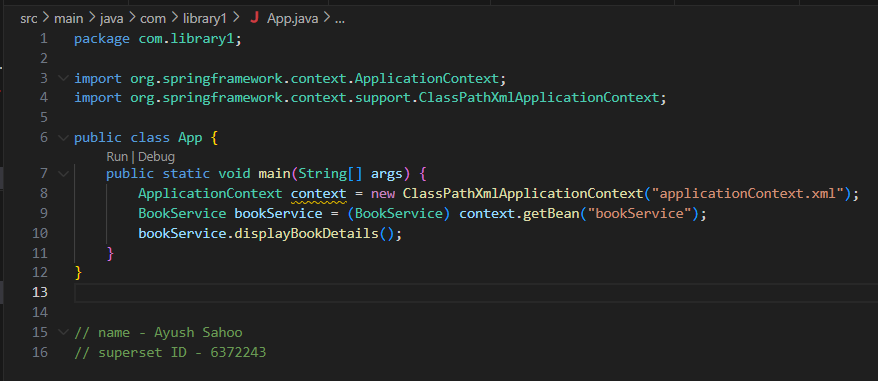 src > main > java > com > library1 > J App.java > ...
1 package com.library1;
2
3 import org.springframework.context.ApplicationContext;
4 import org.springframework.context.support.ClassPathXmlApplicationContext;
5
6 public class App {
Run | Debug
7 public static void main(String[] args) {
8 ApplicationContext context = new ClassPathXmlApplicationContext("applicationContext.xml");
9 BookService bookService = (BookService) context.getBean("bookService");
10 bookService.displayBookDetails();
11 }
12 }
13
14
15 // name - Ayush Sahoo
16 // superset ID - 6372243